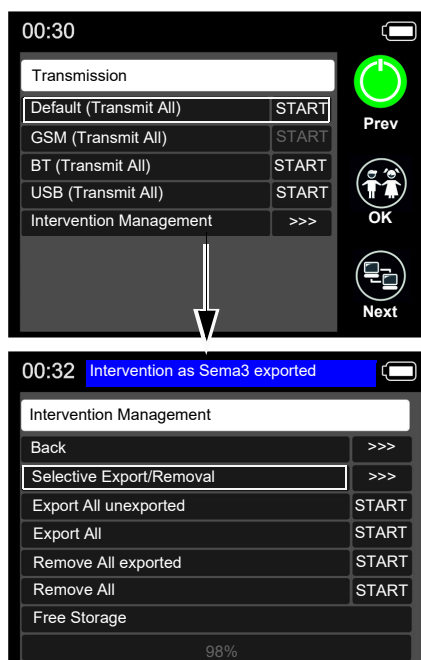 00:30
Transmission
Default (Transmit All) START
Prev
GSM (Transmit All) START
BT (Transmit All) START
USB (Transmit All) START
OK
Intervention Management >>>
Next
00:32 Intervention as Sema3 exported
Intervention Management
Back >>>
Selective Export/Removal >>>
Export All unexported START
Export All START
Remove All exported START
Remove All START
Free Storage
98%